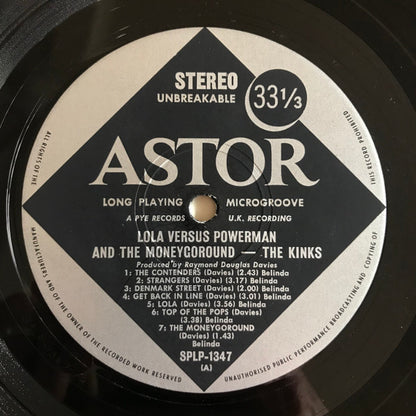 STEREO
UNBREAKABLE
33 1/3
ASTOR
LONG PLAYING MICROGROOVE
A PYE RECORDS U.K. RECORDING
LOLA VERSUS POWERMAN
AND THE MONEYGOROUND — THE KINKS
Produced by Raymond Douglas Davies
1: THE CONTENDERS (Davies) (2.43) Belinda
2: STRANGERS (Davies) (3.17) Belinda
3: DENMARK STREET (Davies) (2.00) Belinda
4: GET BACK IN LINE (Davies) (3.01) Belinda
5: LOLA (Davies) (3.56) Belinda
6: TOP OF THE POPS (Davies)
(3.38) Belinda
7: THE MONEYGOROUND
(Davies) (1.43)
Belinda
SPLP-1347
(A)
ALL RIGHTS OF THE
MANUFACTURERS AND OF THE OWNER OF THE RECORDED WORK RESERVED
UNAUTHORISED PUBLIC PERFORMANCE BROADCASTING AND COPYING OF
THIS RECORD PROHIBITED